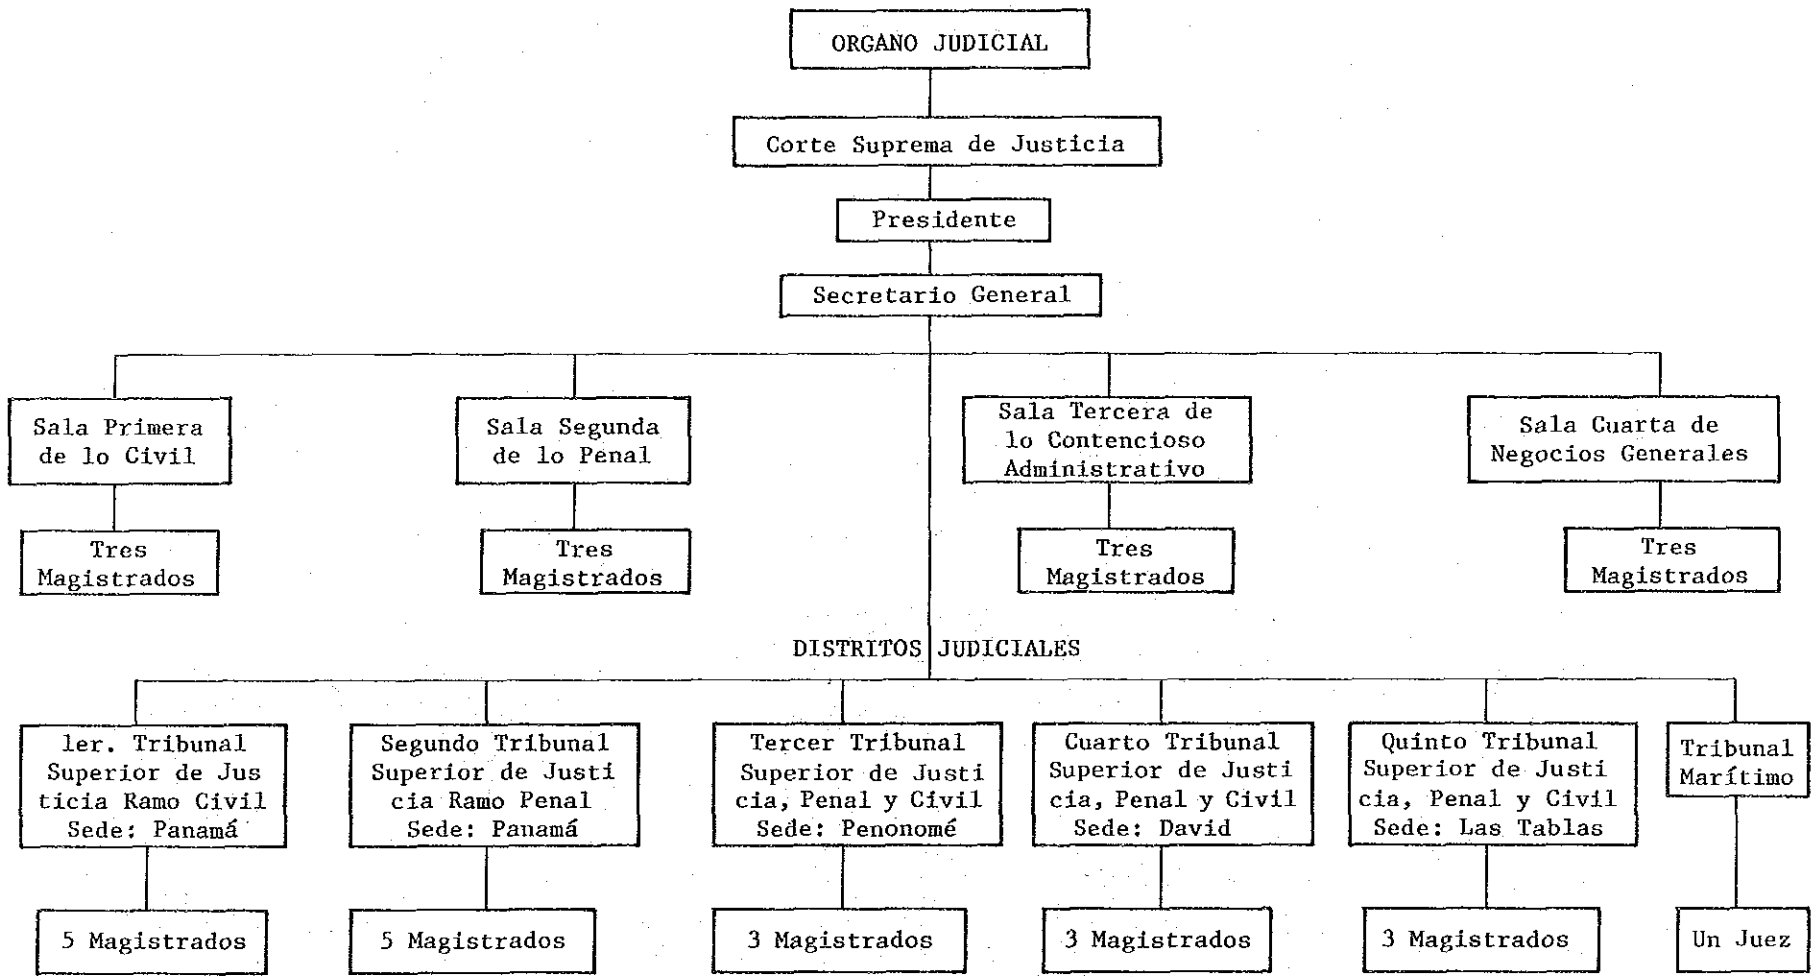 ORGANO JUDICIAL
Corte Suprema de Justicia
Presidente
Secretario General
Sala Primera
de lo Civil
Sala Segunda
de lo Penal
Sala Tercera de
lo Contencioso
Administrativo
Sala Cuarta de
Negocios Generales
Tres
Magistrados
Tres
Magistrados
Tres
Magistrados
Tres
Magistrados
DISTRITOS JUDICIALES
1er. Tribunal
Superior de Jus
ticia Ramo Civil
Sede: Panamá
Segundo Tribunal
Superior de Justi
cia Ramo Penal
Sede: Panamá
Tercer Tribunal
Superior de Justi
cia, Penal y Civil
Sede: Penonomé
Cuarto Tribunal
Superior de Justi
cia, Penal y Civil
Sede: David
Quinto Tribunal
Superior de Justi
cia, Penal y Civil
Sede: Las Tablas
Tribunal
Marítimo
5 Magistrados
5 Magistrados
3 Magistrados
3 Magistrados
3 Magistrados
Un Juez